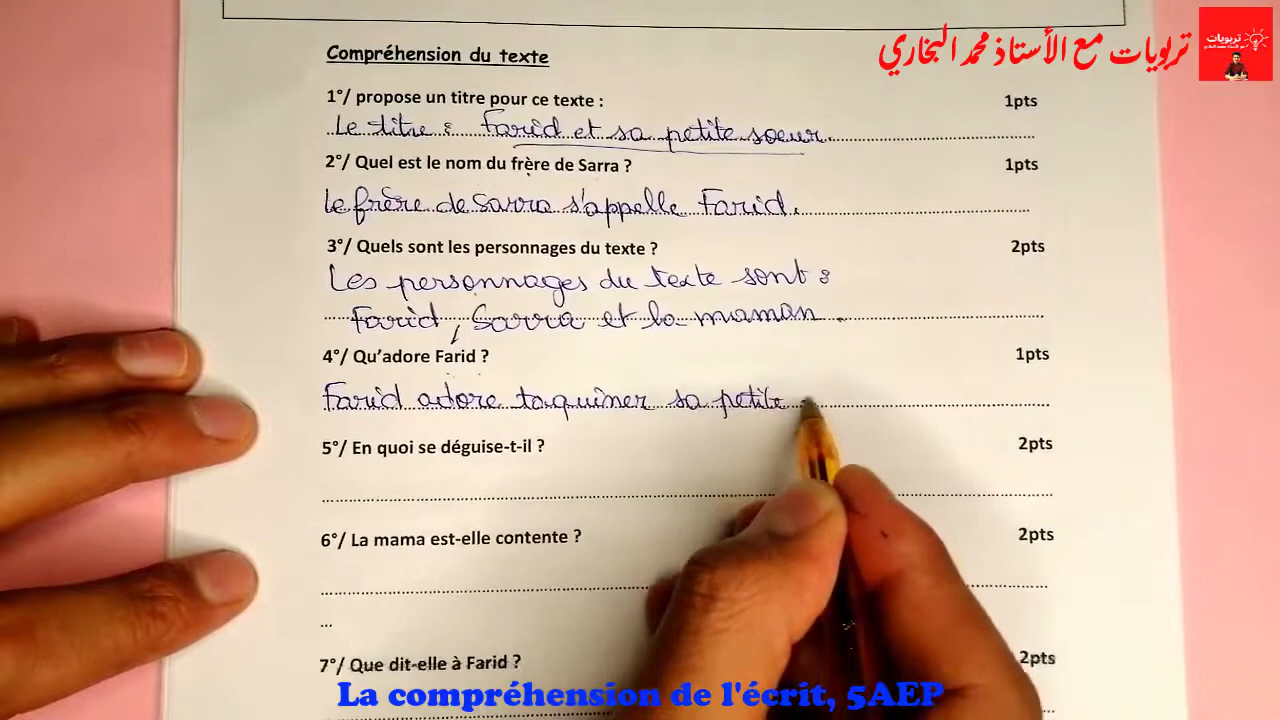 تربويات مع الأستاذ محمد البخاري
تربويات
Compréhension du texte
1°/ propose un titre pour ce texte : 1pts
Le titre : Farid et sa petite soeur.
2°/ Quel est le nom du frère de Sarra ? 1pts
Le frère de Sarra s'appelle Farid.
3°/ Quels sont les personnages du texte ? 2pts
Les personnages du texte sont :
Farid, Sarra et la maman.
4°/ Qu'adore Farid ? 1pts
Farid adore taquiner sa petite
5°/ En quoi se déguise-t-il ? 2pts
6°/ La mama est-elle contente ? 2pts
...
7°/ Que dit-elle à Farid ? 2pts
La compréhension de l'écrit, 5AEP